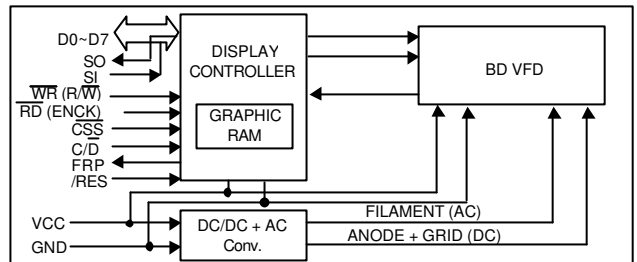 D0~D7
SO
SI
WR (R/W)
RD (ENCK)
CSS
C/D
FRP
/RES
VCC
GND
DISPLAY
CONTROLLER
GRAPHIC
RAM
BD VFD
DC/DC + AC
Conv.
FILAMENT (AC)
ANODE + GRID (DC)